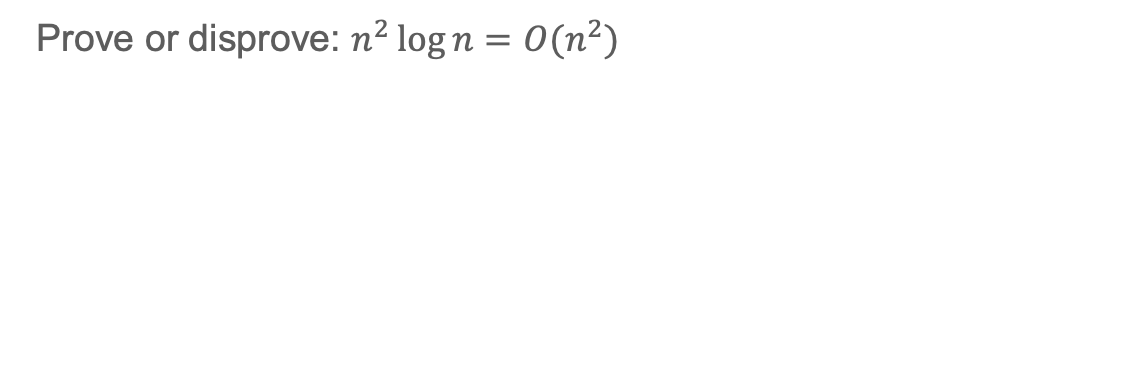 Prove or disprove: n² log n = O(n²)